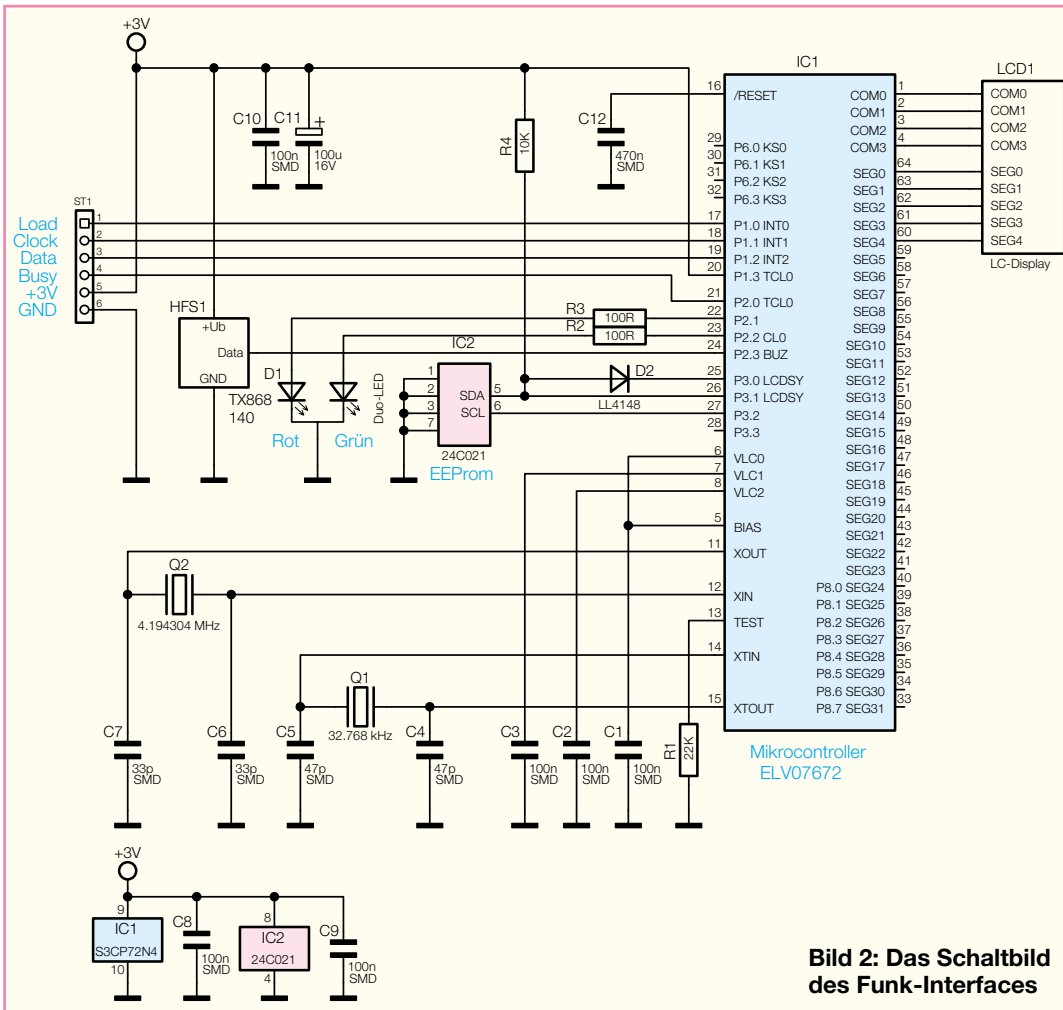 +3V
IC1
LCD1
16 /RESET
COM0 1 COM0
COM1 2 COM1
COM2 3 COM2
COM3 4 COM3
C10
100n
SMD
C11
+
100u
16V
R4
10K
C12
470n
SMD
29 P6.0 KS0
30 P6.1 KS1
31 P6.2 KS2
32 P6.3 KS3
SEG0 64 SEG0
SEG1 63 SEG1
SEG2 62 SEG2
SEG3 61 SEG3
SEG4 60 SEG4
LC-Display
ST1
Load 1
Clock 2
Data 3
Busy 4
+3V 5
GND 6
17 P1.0 INT0
18 P1.1 INT1
19 P1.2 INT2
20 P1.3 TCL0
21 P2.0 TCL0
22 P2.1
23 P2.2 CL0
24 P2.3 BUZ
25 P3.0 LCDSY
26 P3.1 LCDSY
27 P3.2
28 P3.3
6 VLC0
7 VLC1
8 VLC2
5 BIAS
11 XOUT
12 XIN
13 TEST
14 XTIN
15 XTOUT
SEG5 59
SEG6 58
SEG7 57
SEG8 56
SEG9 55
SEG10 54
SEG11 53
SEG12 52
SEG13 51
SEG14 50
SEG15 49
SEG16 48
SEG17 47
SEG18 46
SEG19 45
SEG20 44
SEG21 43
SEG22 42
SEG23 41
P8.0 SEG24 40
P8.1 SEG25 39
P8.2 SEG26 38
P8.3 SEG27 37
P8.4 SEG28 36
P8.5 SEG29 35
P8.6 SEG30 34
P8.7 SEG31 33
HFS1
+Ub
Data
GND
TX868
140
R3
100R
R2
100R
D1
Duo-LED
Rot
Grün
IC2
1
2
3
7
SDA 5
SCL 6
24C021
EEProm
D2
LL4148
Q2
4.194304 MHz
Q1
32.768 kHz
C7
33p
SMD
C6
33p
SMD
C5
47p
SMD
C4
47p
SMD
C3
100n
SMD
C2
100n
SMD
C1
100n
SMD
R1
22K
Mikrocontroller
ELV07672
+3V
9
IC1
S3CP72N4
10
C8
100n
SMD
8
IC2
24C021
4
C9
100n
SMD
Bild 2: Das Schaltbild
des Funk-Interfaces